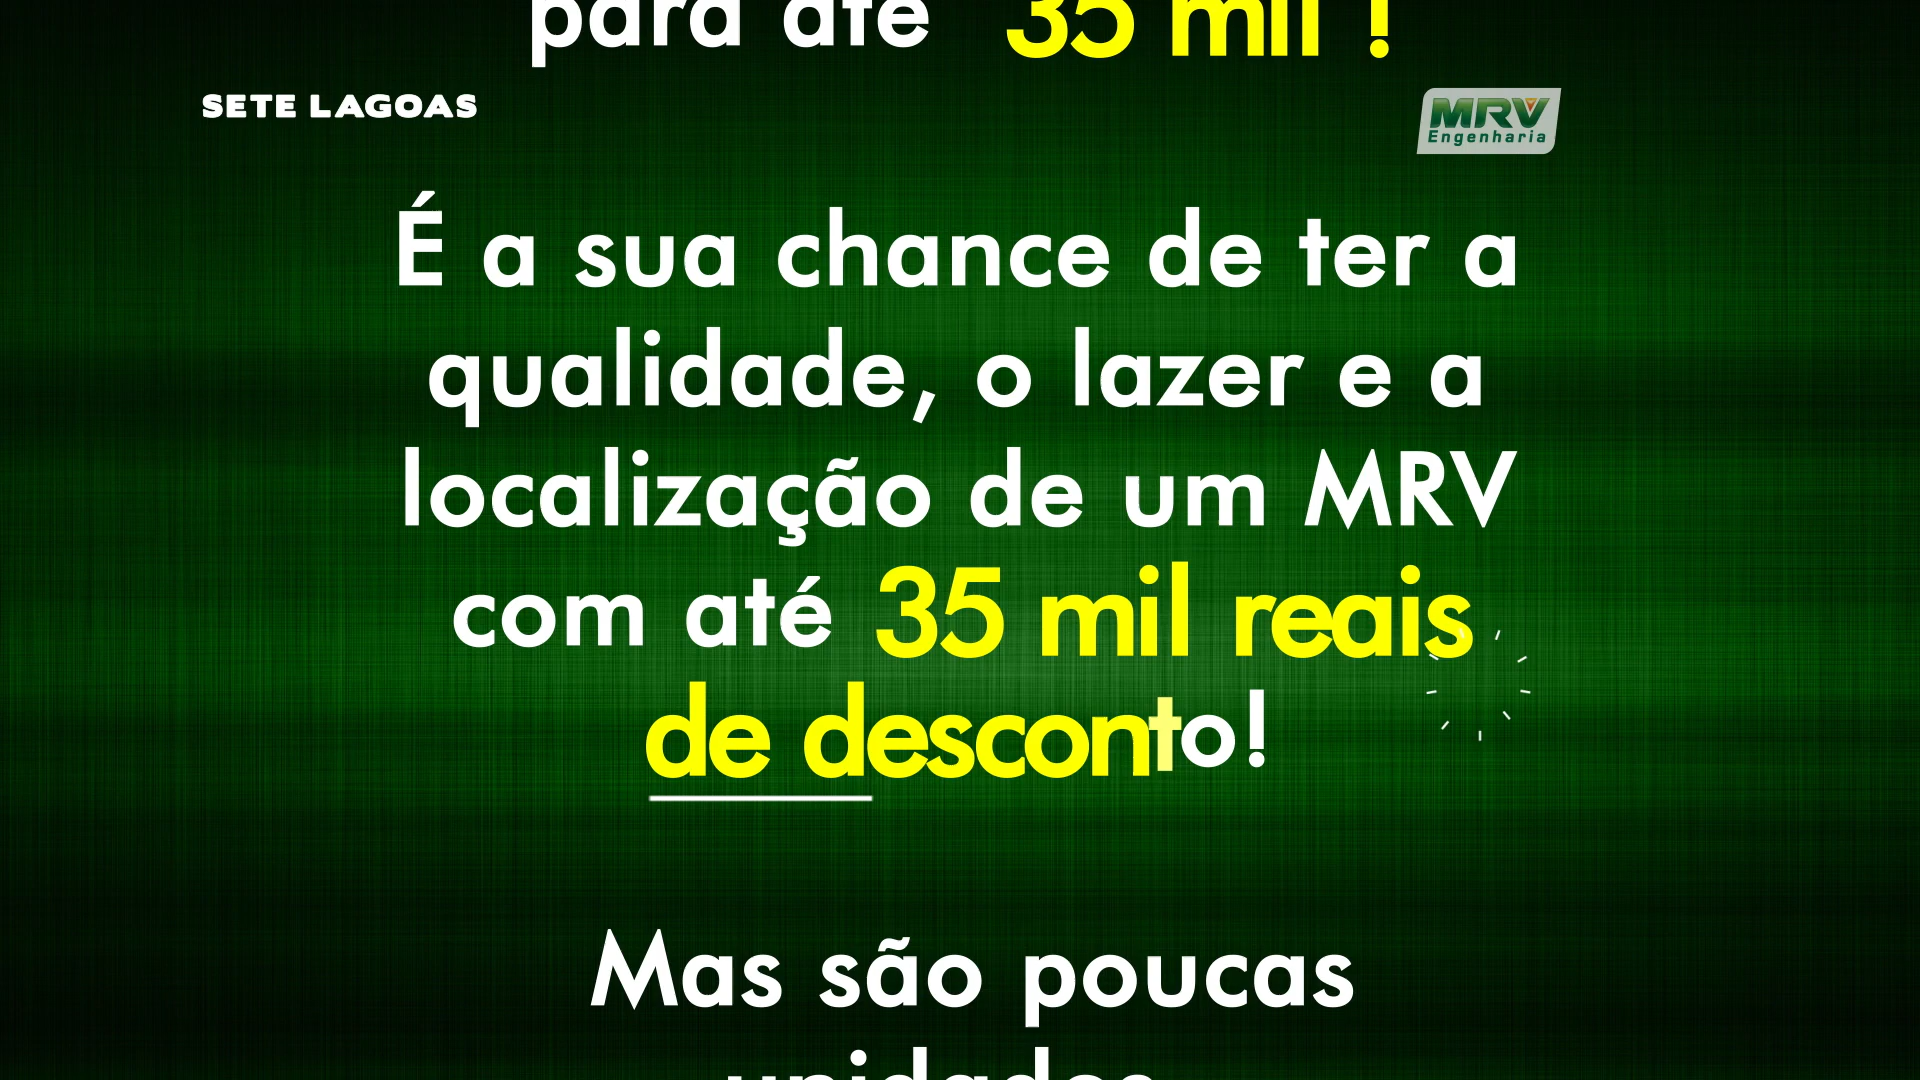 para até 35 mil !
SETE LAGOAS
MRV
Engenharia
É a sua chance de ter a
qualidade, o lazer e a
localização de um MRV
com até 35 mil reais
de desconto!
Mas são poucas
unidades